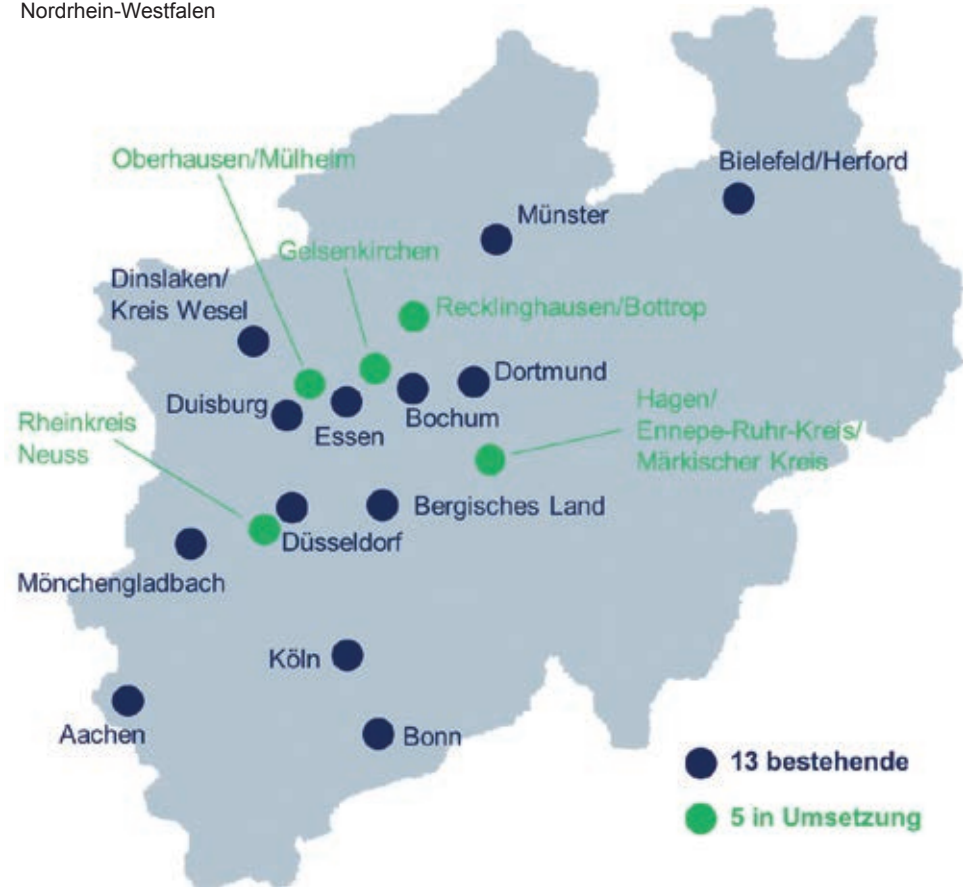 Nordrhein-Westfalen
Oberhausen/Mülheim
Bielefeld/Herford
Münster
Gelsenkirchen
Dinslaken/
Kreis Wesel
Recklinghausen/Bottrop
Dortmund
Duisburg
Bochum
Essen
Hagen/
Ennepe-Ruhr-Kreis/
Märkischer Kreis
Rheinkreis
Neuss
Bergisches Land
Düsseldorf
Mönchengladbach
Köln
Aachen
Bonn
13 bestehende
5 in Umsetzung